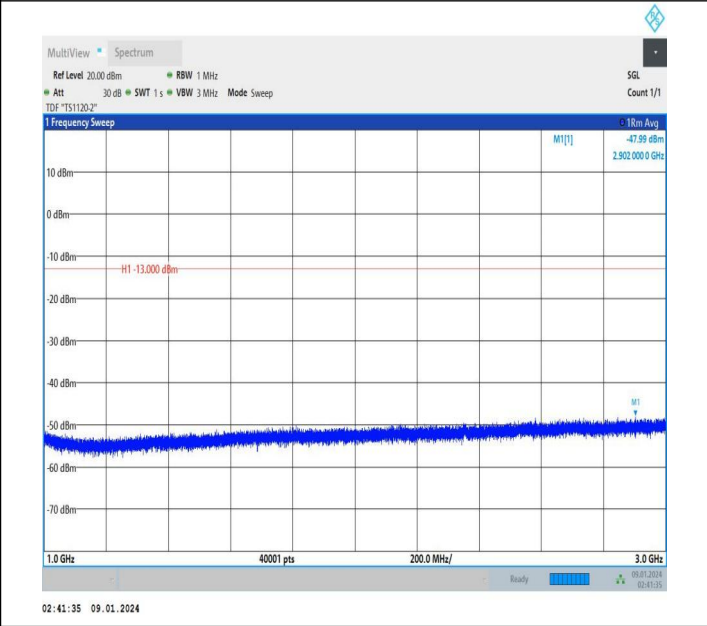 MultiView Spectrum
Ref Level 20.00 dBm RBW 1 MHz SGL
Att 30 dB SWT 1 s VBW 3 MHz Mode Sweep Count 1/1
TDF "TS1120-2"
1 Frequency Sweep 1Rm Avg
M1[1] -47.99 dBm
2.902 000 0 GHz
10 dBm
0 dBm
-10 dBm
H1 -13.000 dBm
-20 dBm
-30 dBm
-40 dBm
M1
-50 dBm
-60 dBm
-70 dBm
1.0 GHz 40001 pts 200.0 MHz/ 3.0 GHz
Ready 09.01.2024
02:41:35
02:41:35 09.01.2024